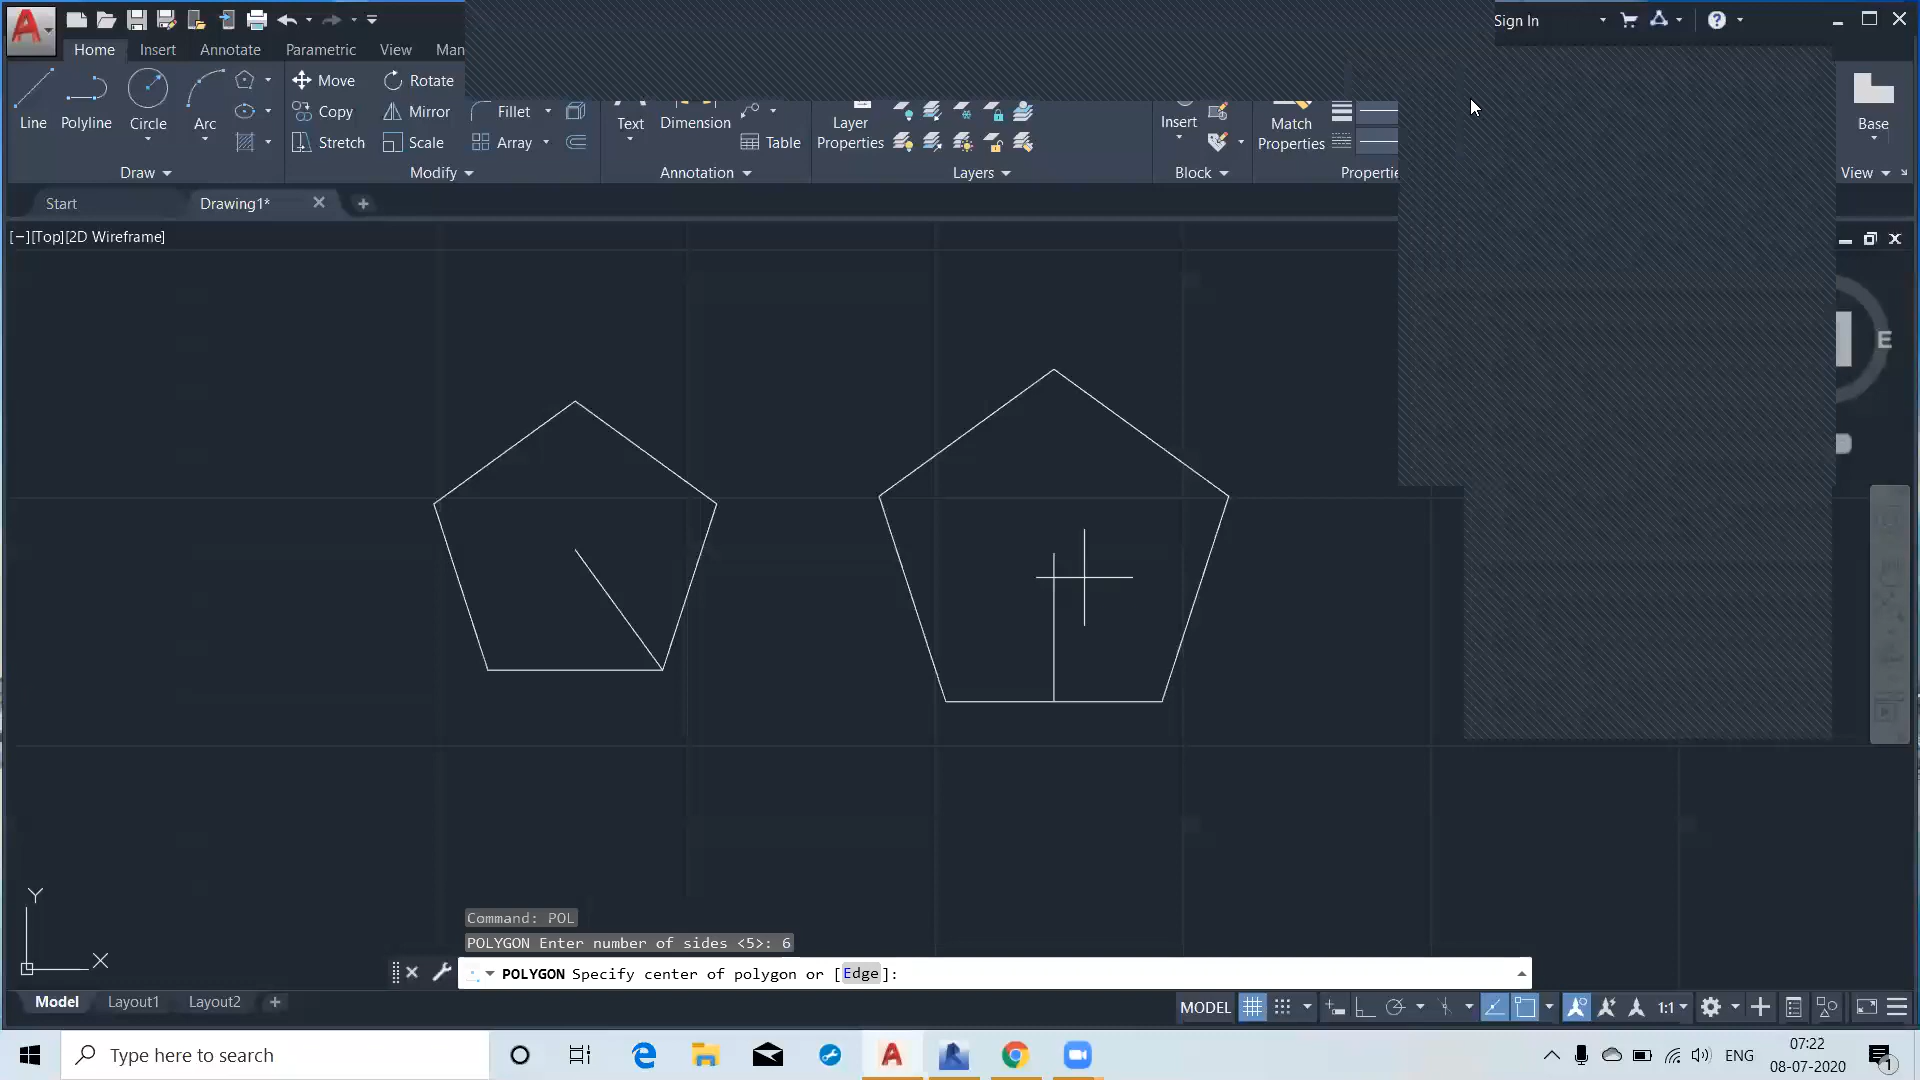 Sign In
Home Insert Annotate Parametric View Man
Move Rotate
Line Polyline Circle Arc Copy Mirror Fillet Text Dimension Layer Properties Insert Match Properties Base
Stretch Scale Array Table
Draw Modify Annotation Layers Block Properti View
Start Drawing1*
[−][Top][2D Wireframe]
E
Y
X
Command: POL
POLYGON Enter number of sides <5>: 6
POLYGON Specify center of polygon or [Edge]:
Model Layout1 Layout2 MODEL 1:1
Type here to search ENG 07:22
08-07-2020 1